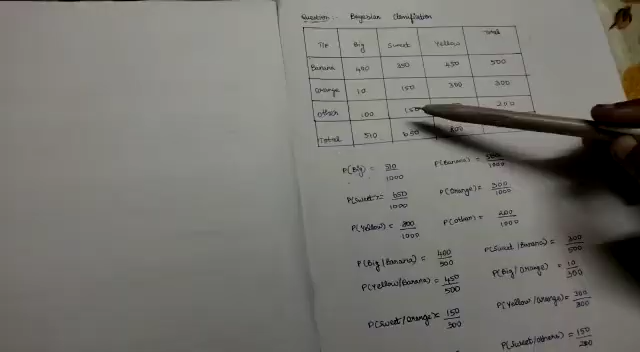 Question:- Bayesian Classification
Big Sweet Yellow Total
Banana 400 350 450 500
Orange 10 150 300 300
Other 100 150 200
Total 510 650 800
P(Big) = 510/1000 P(Banana) = /1000
P(Sweet) = 650/1000 P(Orange) = 300/1000
P(Yellow) = 800/1000 P(Other) = 200/1000
P(Big/Banana) = 400/500 P(Sweet/Banana) = /500
P(Yellow/Banana) = 450/500 P(Big/Orange) = 10/300
P(Sweet/Orange) = 150/300 P(Yellow/Orange) = 300/300
P(Sweet/Others) = 150/200